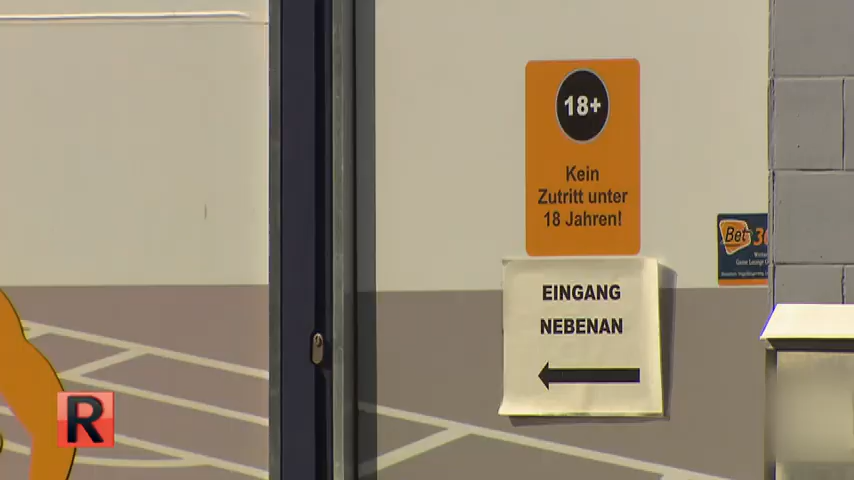 18+
Kein
Zutritt unter
18 Jahren!
EINGANG
NEBENAN
Bet
R